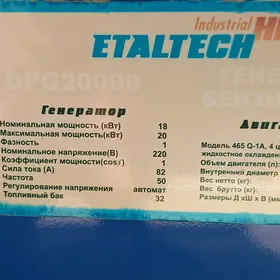 Industrial
ETALTECH
DPG20000
Генератор
Номинальная мощность (кВт) 18
Максимальная мощность(кВт) 20
Фазность 1
Номинальное напряжение(В) 220
Коэффициент мощности(cosf) 1
Сила тока (А) 82
Частота 50
Регулирование напряжения автомат
Топливный бак 32
Модель 465 Q-1A, 4 ц
жидкостное охлажден
Объем двигателя (л):
Внутренний диаметр
Вес нетто (кг):
Вес брутто (кг):
Размеры Д хШ х В (мм